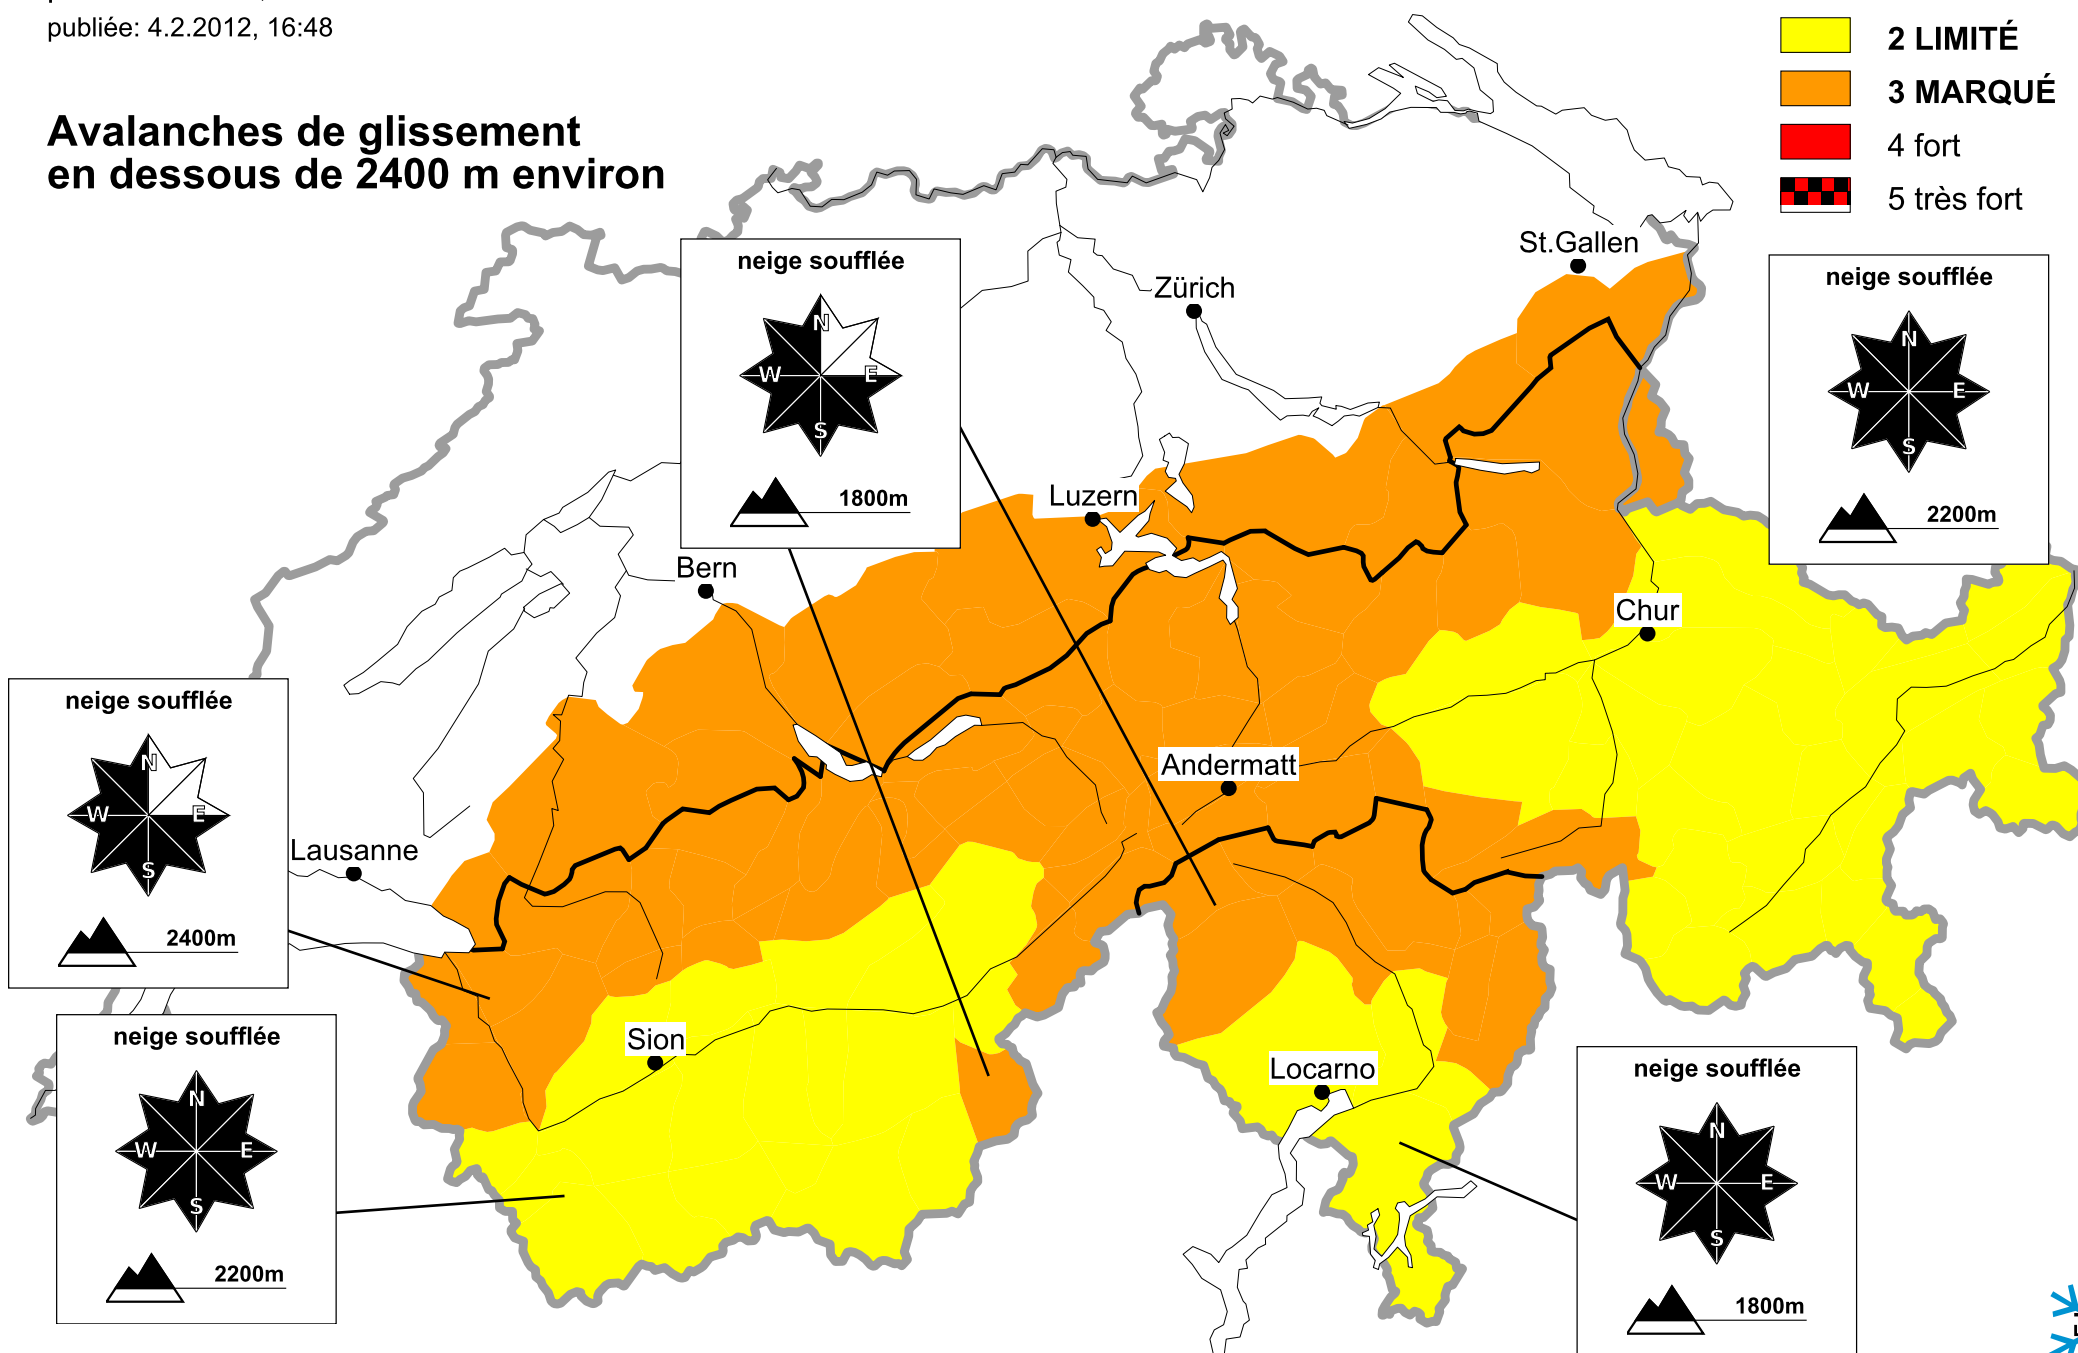 publiée: 4.2.2012, 16:48
2 LIMITÉ
3 MARQUÉ
4 fort
5 très fort
Avalanches de glissement
en dessous de 2400 m environ
neige soufflée
N
W E
S
1800m
St.Gallen
Zürich
neige soufflée
N
W E
S
2200m
Luzern
Bern
Chur
neige soufflée
N
W E
S
2400m
Andermatt
Lausanne
neige soufflée
N
W E
S
2200m
Sion
Locarno
neige soufflée
N
W E
S
1800m